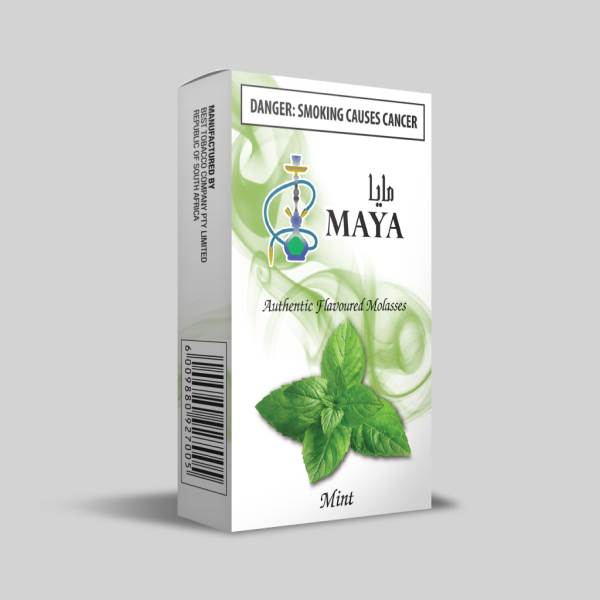 DANGER: SMOKING CAUSES CANCER
مايا
MAYA
Authentic Flavoured Molasses
Mint
MANUFACTURED BY
BEST TOBACCO COMPANY PTY LIMITED
REPUBLIC OF SOUTH AFRICA
6 009880 927005